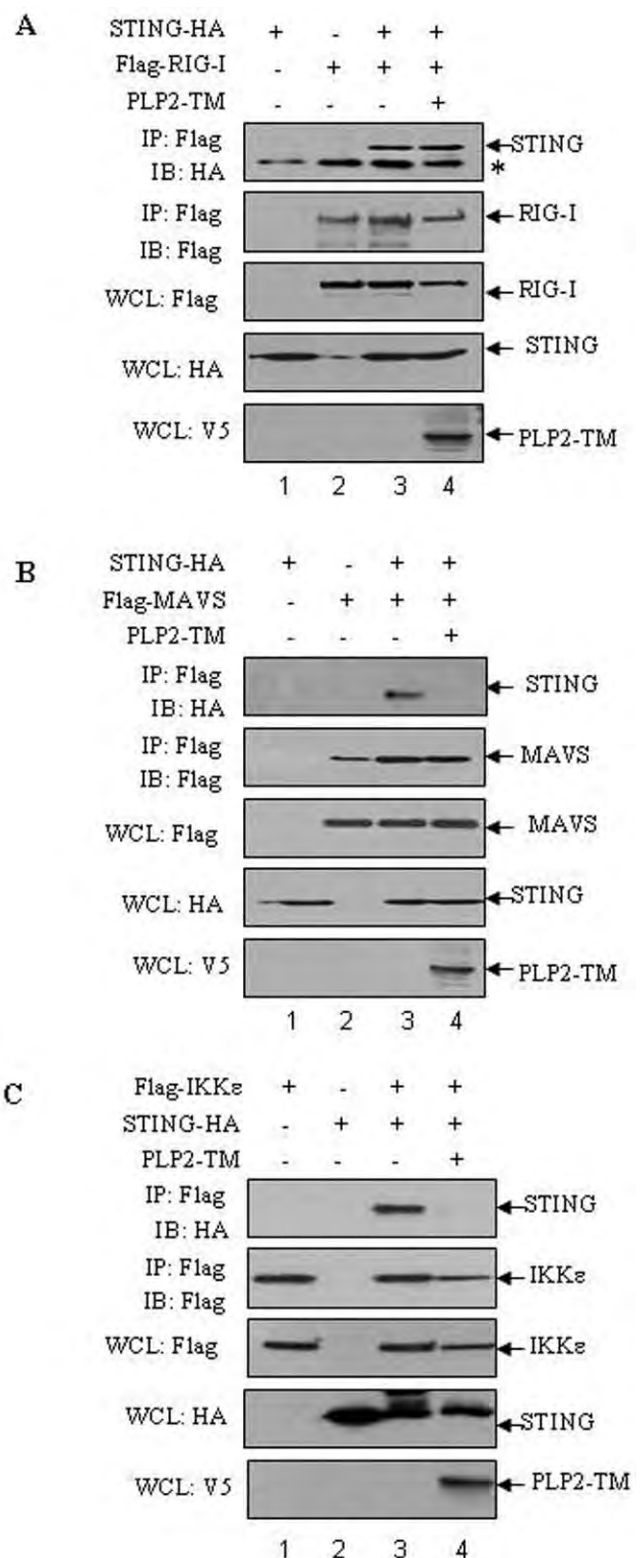 A
STING-HA + - + +
Flag-RIG-I - + + +
PLP2-TM - - - +
IP: Flag
IB: HA
STING
*
IP: Flag
IB: Flag
RIG-I
WCL: Flag
RIG-I
WCL: HA
STING
WCL: V5
PLP2-TM
1 2 3 4
B
STING-HA + - + +
Flag-MAVS - + + +
PLP2-TM - - - +
IP: Flag
IB: HA
STING
IP: Flag
IB: Flag
MAVS
WCL: Flag
MAVS
WCL: HA
STING
WCL: V5
PLP2-TM
1 2 3 4
C
Flag-IKKε + - + +
STING-HA - + + +
PLP2-TM - - - +
IP: Flag
IB: HA
STING
IP: Flag
IB: Flag
IKKε
WCL: Flag
IKKε
WCL: HA
STING
WCL: V5
PLP2-TM
1 2 3 4